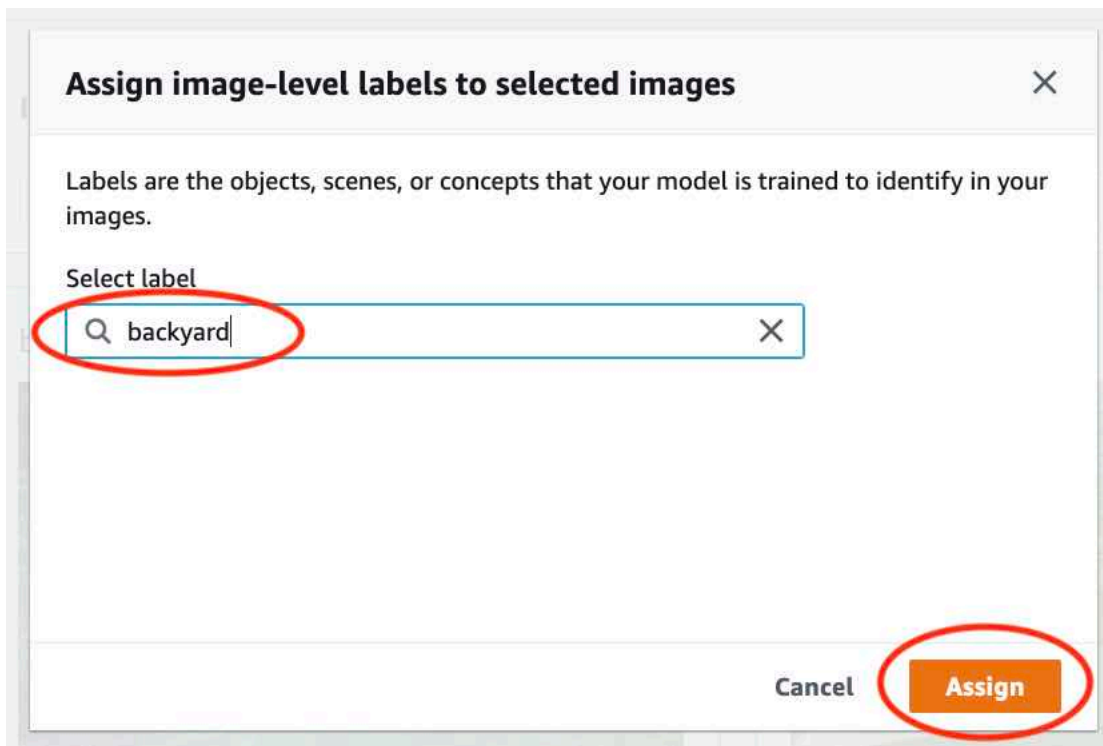 Assign image-level labels to selected images
Labels are the objects, scenes, or concepts that your model is trained to identify in your
images.
Select label
backyard
Cancel
Assign